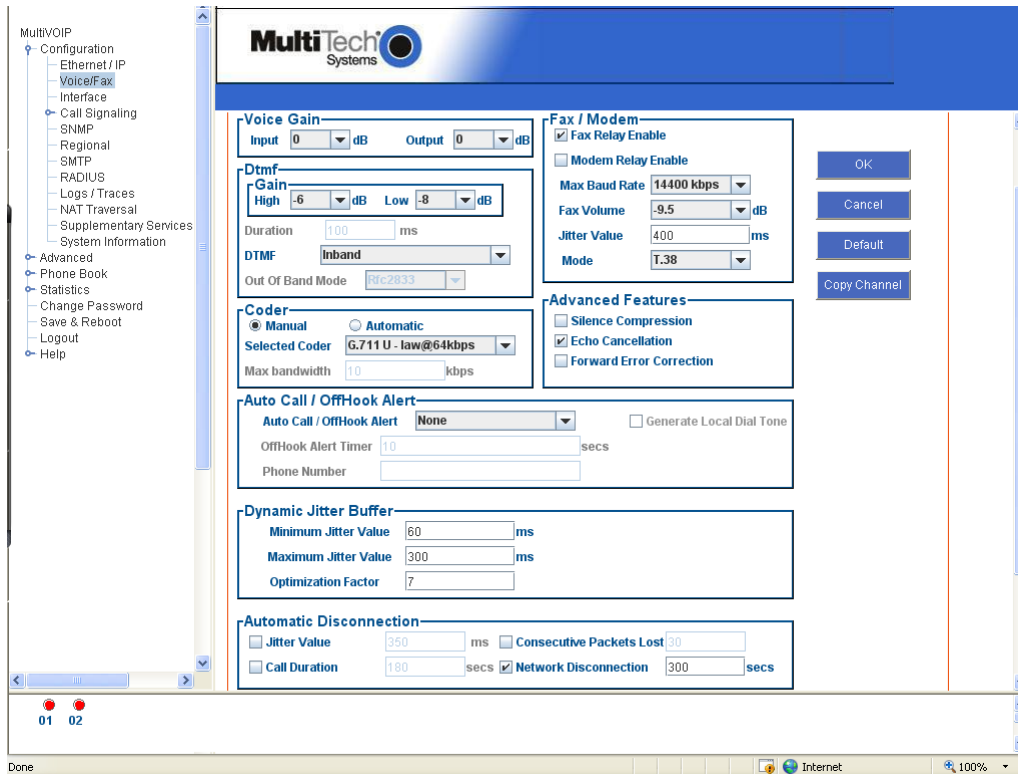 MultiVOIP
Configuration
Ethernet / IP
Voice/Fax
Interface
Call Signaling
SNMP
Regional
SMTP
RADIUS
Logs / Traces
NAT Traversal
Supplementary Services
System Information
Advanced
Phone Book
Statistics
Change Password
Save & Reboot
Logout
Help
MultiTech
Systems
Voice Gain
Input 0 dB Output 0 dB
Dtmf
Gain
High -6 dB Low -8 dB
Duration 100 ms
DTMF Inband
Out Of Band Mode Rfc2833
Coder
Manual Automatic
Selected Coder G.711 U - law@64kbps
Max bandwidth 10 kbps
Fax / Modem
Fax Relay Enable
Modem Relay Enable
Max Baud Rate 14400 kbps
Fax Volume -9.5 dB
Jitter Value 400 ms
Mode T.38
Advanced Features
Silence Compression
Echo Cancellation
Forward Error Correction
OK
Cancel
Default
Copy Channel
Auto Call / OffHook Alert
Auto Call / OffHook Alert None Generate Local Dial Tone
OffHook Alert Timer 10 secs
Phone Number
Dynamic Jitter Buffer
Minimum Jitter Value 60 ms
Maximum Jitter Value 300 ms
Optimization Factor 7
Automatic Disconnection
Jitter Value 350 ms Consecutive Packets Lost 30
Call Duration 180 secs Network Disconnection 300 secs
01 02
Done Internet 100%